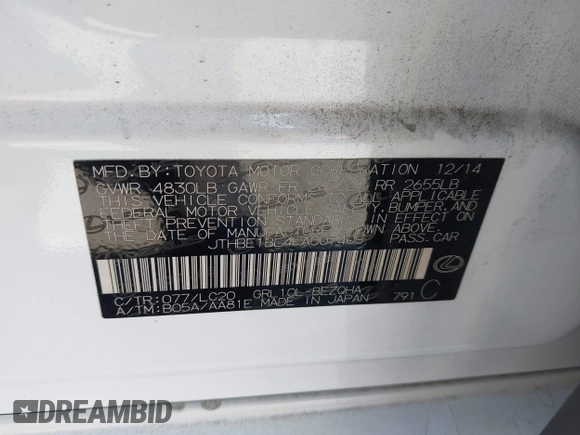 MFD. BY: TOYOTA MOTOR CORPORATION 12/14
GVWR 4830LB GAWR FR RR 2655LB
THIS VEHICLE CONFORMS ALL APPLICABLE
FEDERAL MOTOR VEHICLE BUMPER, AND
THEFT PREVENTION STANDARDS IN EFFECT ON
THE DATE OF MANUFACTURE SHOWN ABOVE.
PASS. CAR
C/TR: 077/LC20 GRL10L-BEZQHA
A/TM: B05A/AA81E MADE IN JAPAN 791 C
DREAMBID